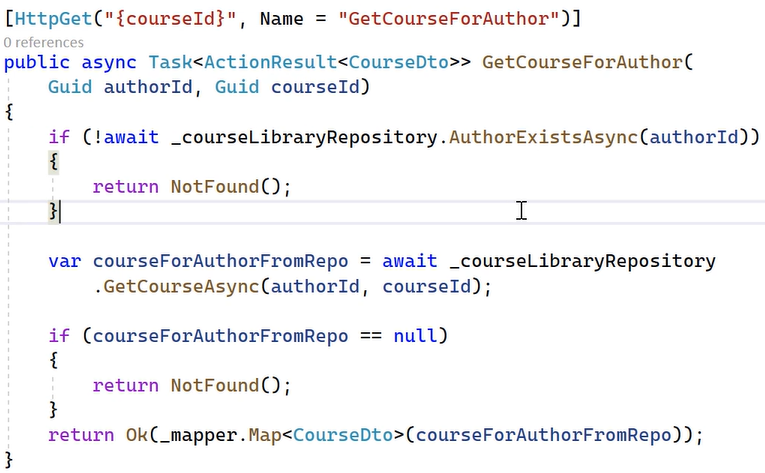 [HttpGet("{courseId}", Name = "GetCourseForAuthor")]
0 references
public async Task<ActionResult<CourseDto>> GetCourseForAuthor(
    Guid authorId, Guid courseId)
{
    if (!await _courseLibraryRepository.AuthorExistsAsync(authorId))
    {
        return NotFound();
    }
    var courseForAuthorFromRepo = await _courseLibraryRepository
        .GetCourseAsync(authorId, courseId);
    if (courseForAuthorFromRepo == null)
    {
        return NotFound();
    }
    return Ok(_mapper.Map<CourseDto>(courseForAuthorFromRepo));
}